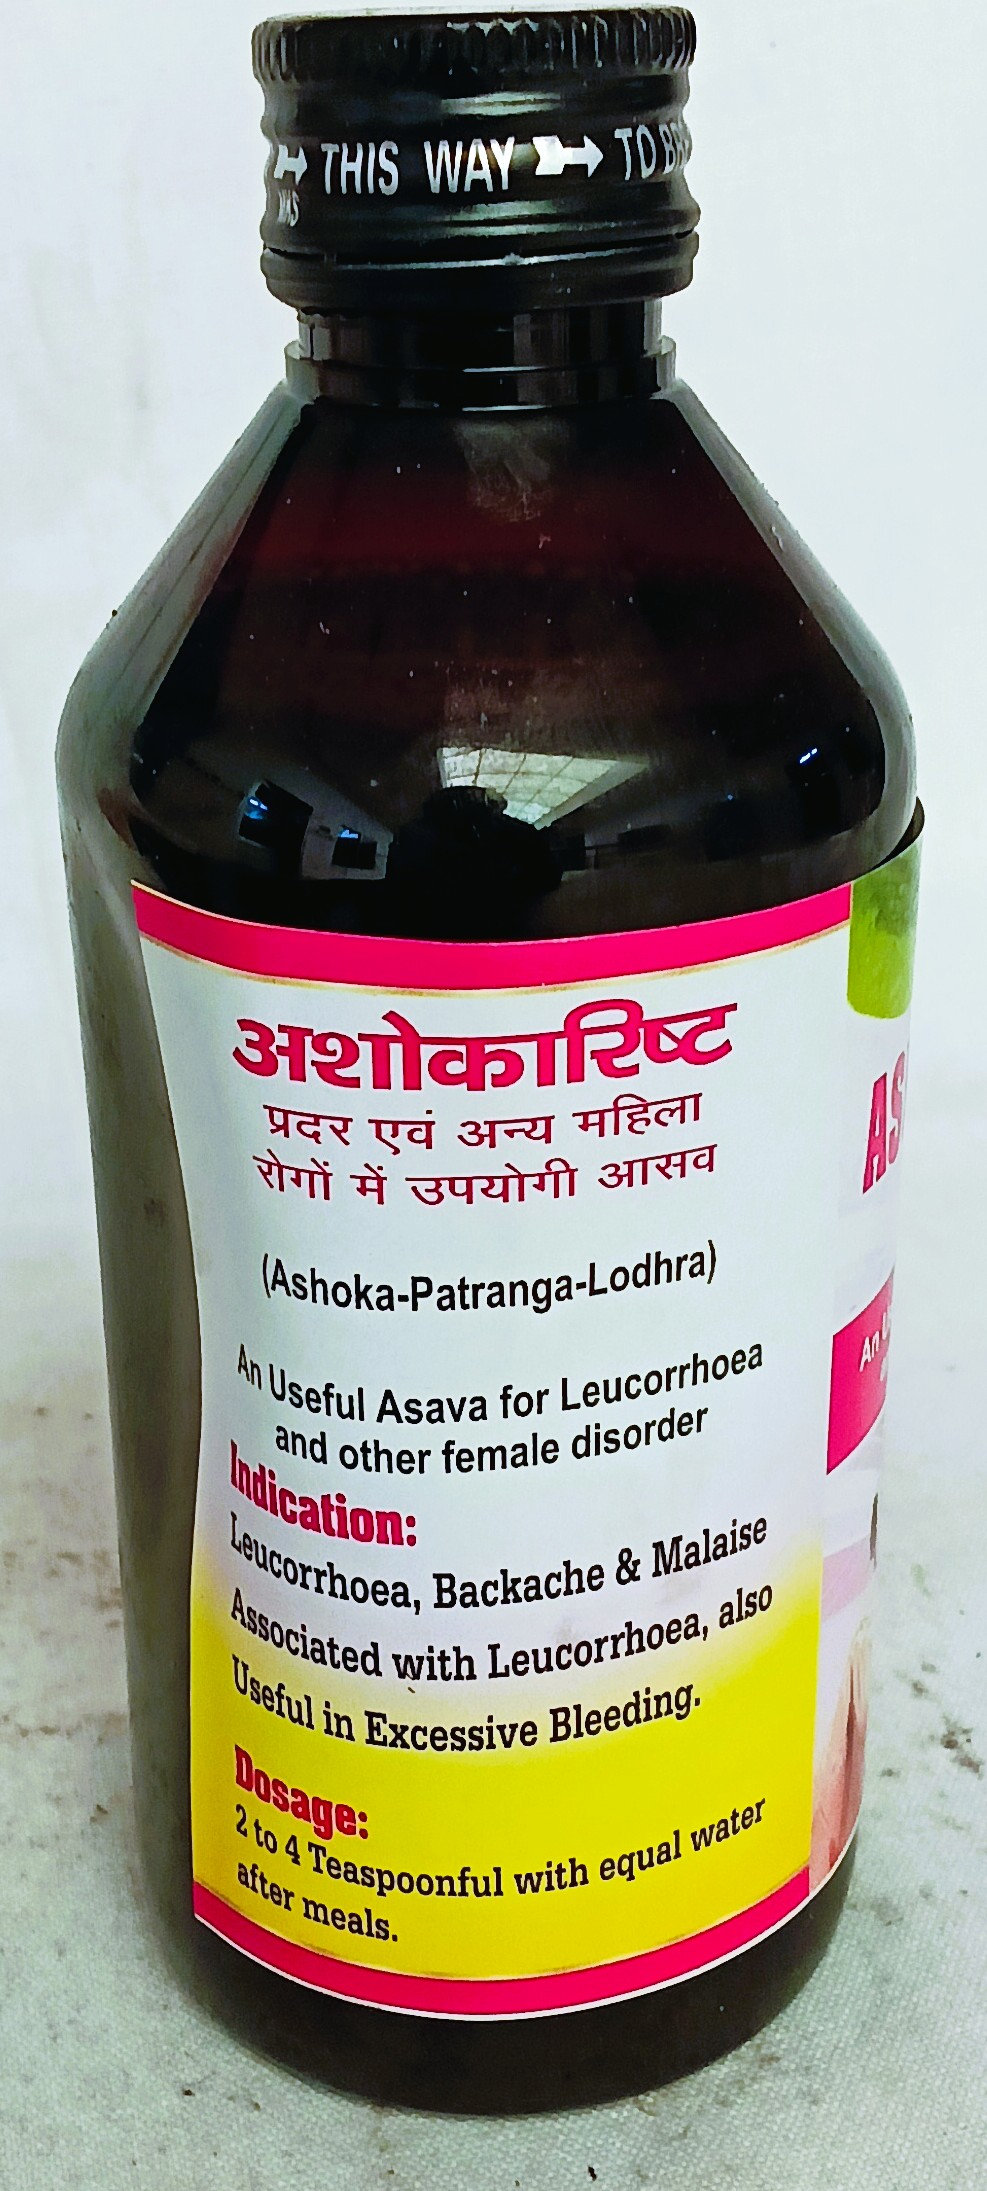 THIS WAY TO
अशोकारिष्ट
प्रदर एवं अन्य महिला
रोगों में उपयोगी आसव
(Ashoka-Patranga-Lodhra)
An Useful Asava for Leucorrhoea
and other female disorder
Indication:
Leucorrhoea, Backache & Malaise
Associated with Leucorrhoea, also
Useful in Excessive Bleeding.
Dosage:
2 to 4 Teaspoonful with equal water
after meals.
An